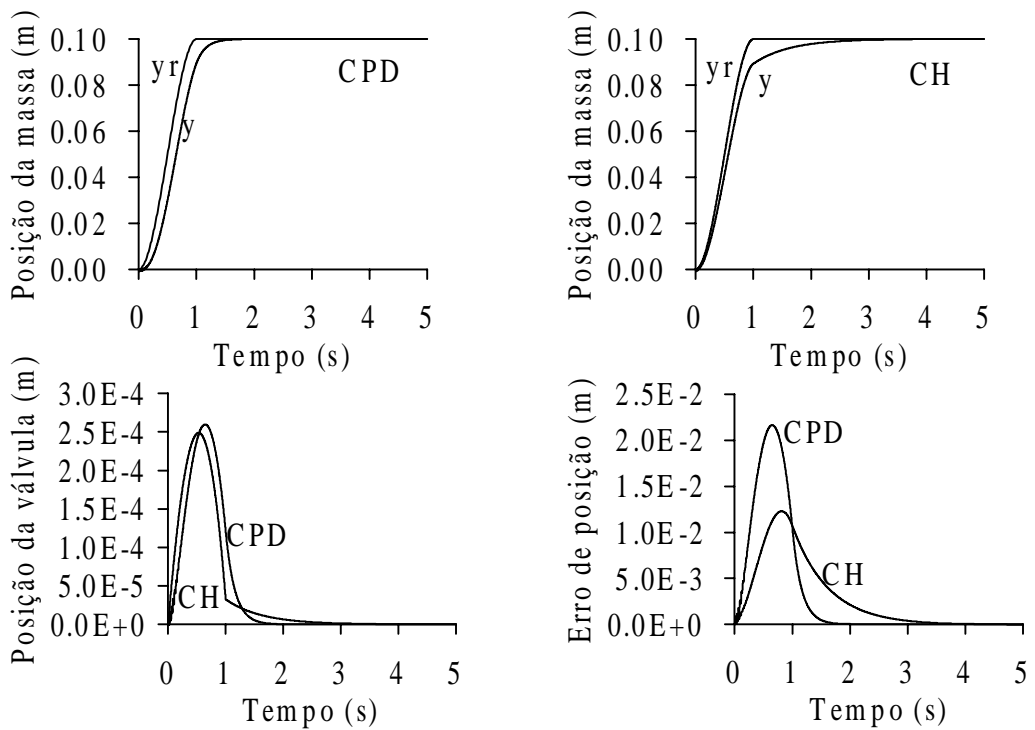 Posição da massa (m)
0.10
0.08
0.06
0.04
0.02
0.00
yr
CPD
y
0 1 2 3 4 5
Tempo (s)
Posição da massa (m)
0.10
0.08
0.06
0.04
0.02
0.00
yr
y
CH
0 1 2 3 4 5
Tempo (s)
Posição da válvula (m)
3.0E-4
2.5E-4
2.0E-4
1.5E-4
1.0E-4
5.0E-5
0.0E+0
CPD
CH
0 1 2 3 4 5
Tempo (s)
Erro de posição (m)
2.5E-2
2.0E-2
1.5E-2
1.0E-2
5.0E-3
0.0E+0
CPD
CH
0 1 2 3 4 5
Tempo (s)